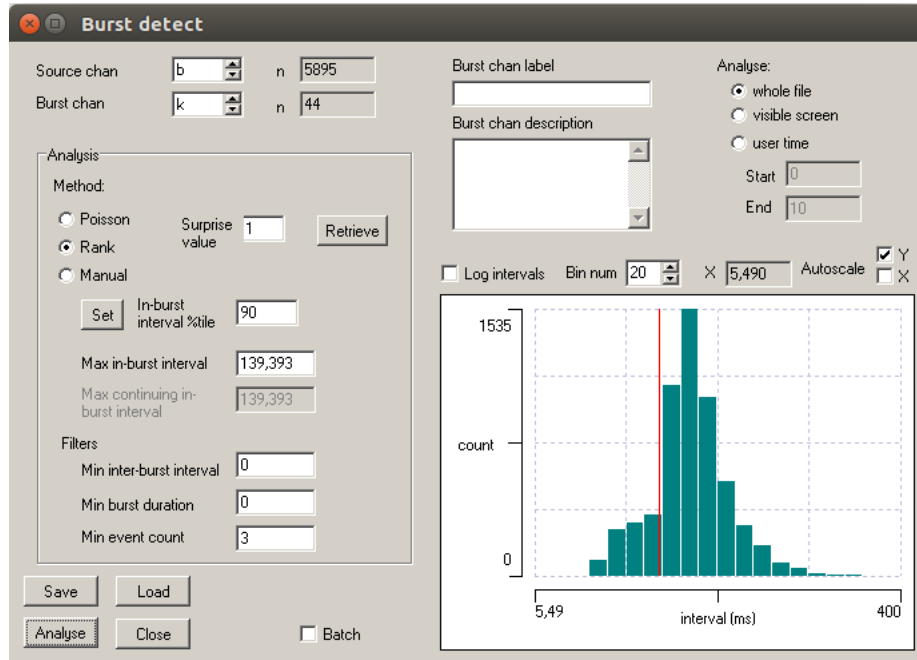 Burst detect
Source chan b n 5895
Burst chan k n 44
Burst chan label
Burst chan description
Analyse:
whole file
visible screen
user time
Start 0
End 10
Analysis
Method:
Poisson
Rank
Manual
Surprise
value
1
Retrieve
Set
In-burst
interval %tile
90
Max in-burst interval 139,393
Max continuing in-
burst interval
139,393
Filters
Min inter-burst interval 0
Min burst duration 0
Min event count 3
Log intervals Bin num 20 X 5,490 Autoscale Y
X
1535
count
0
5,49 interval (ms) 400
Save Load
Analyse Close Batch